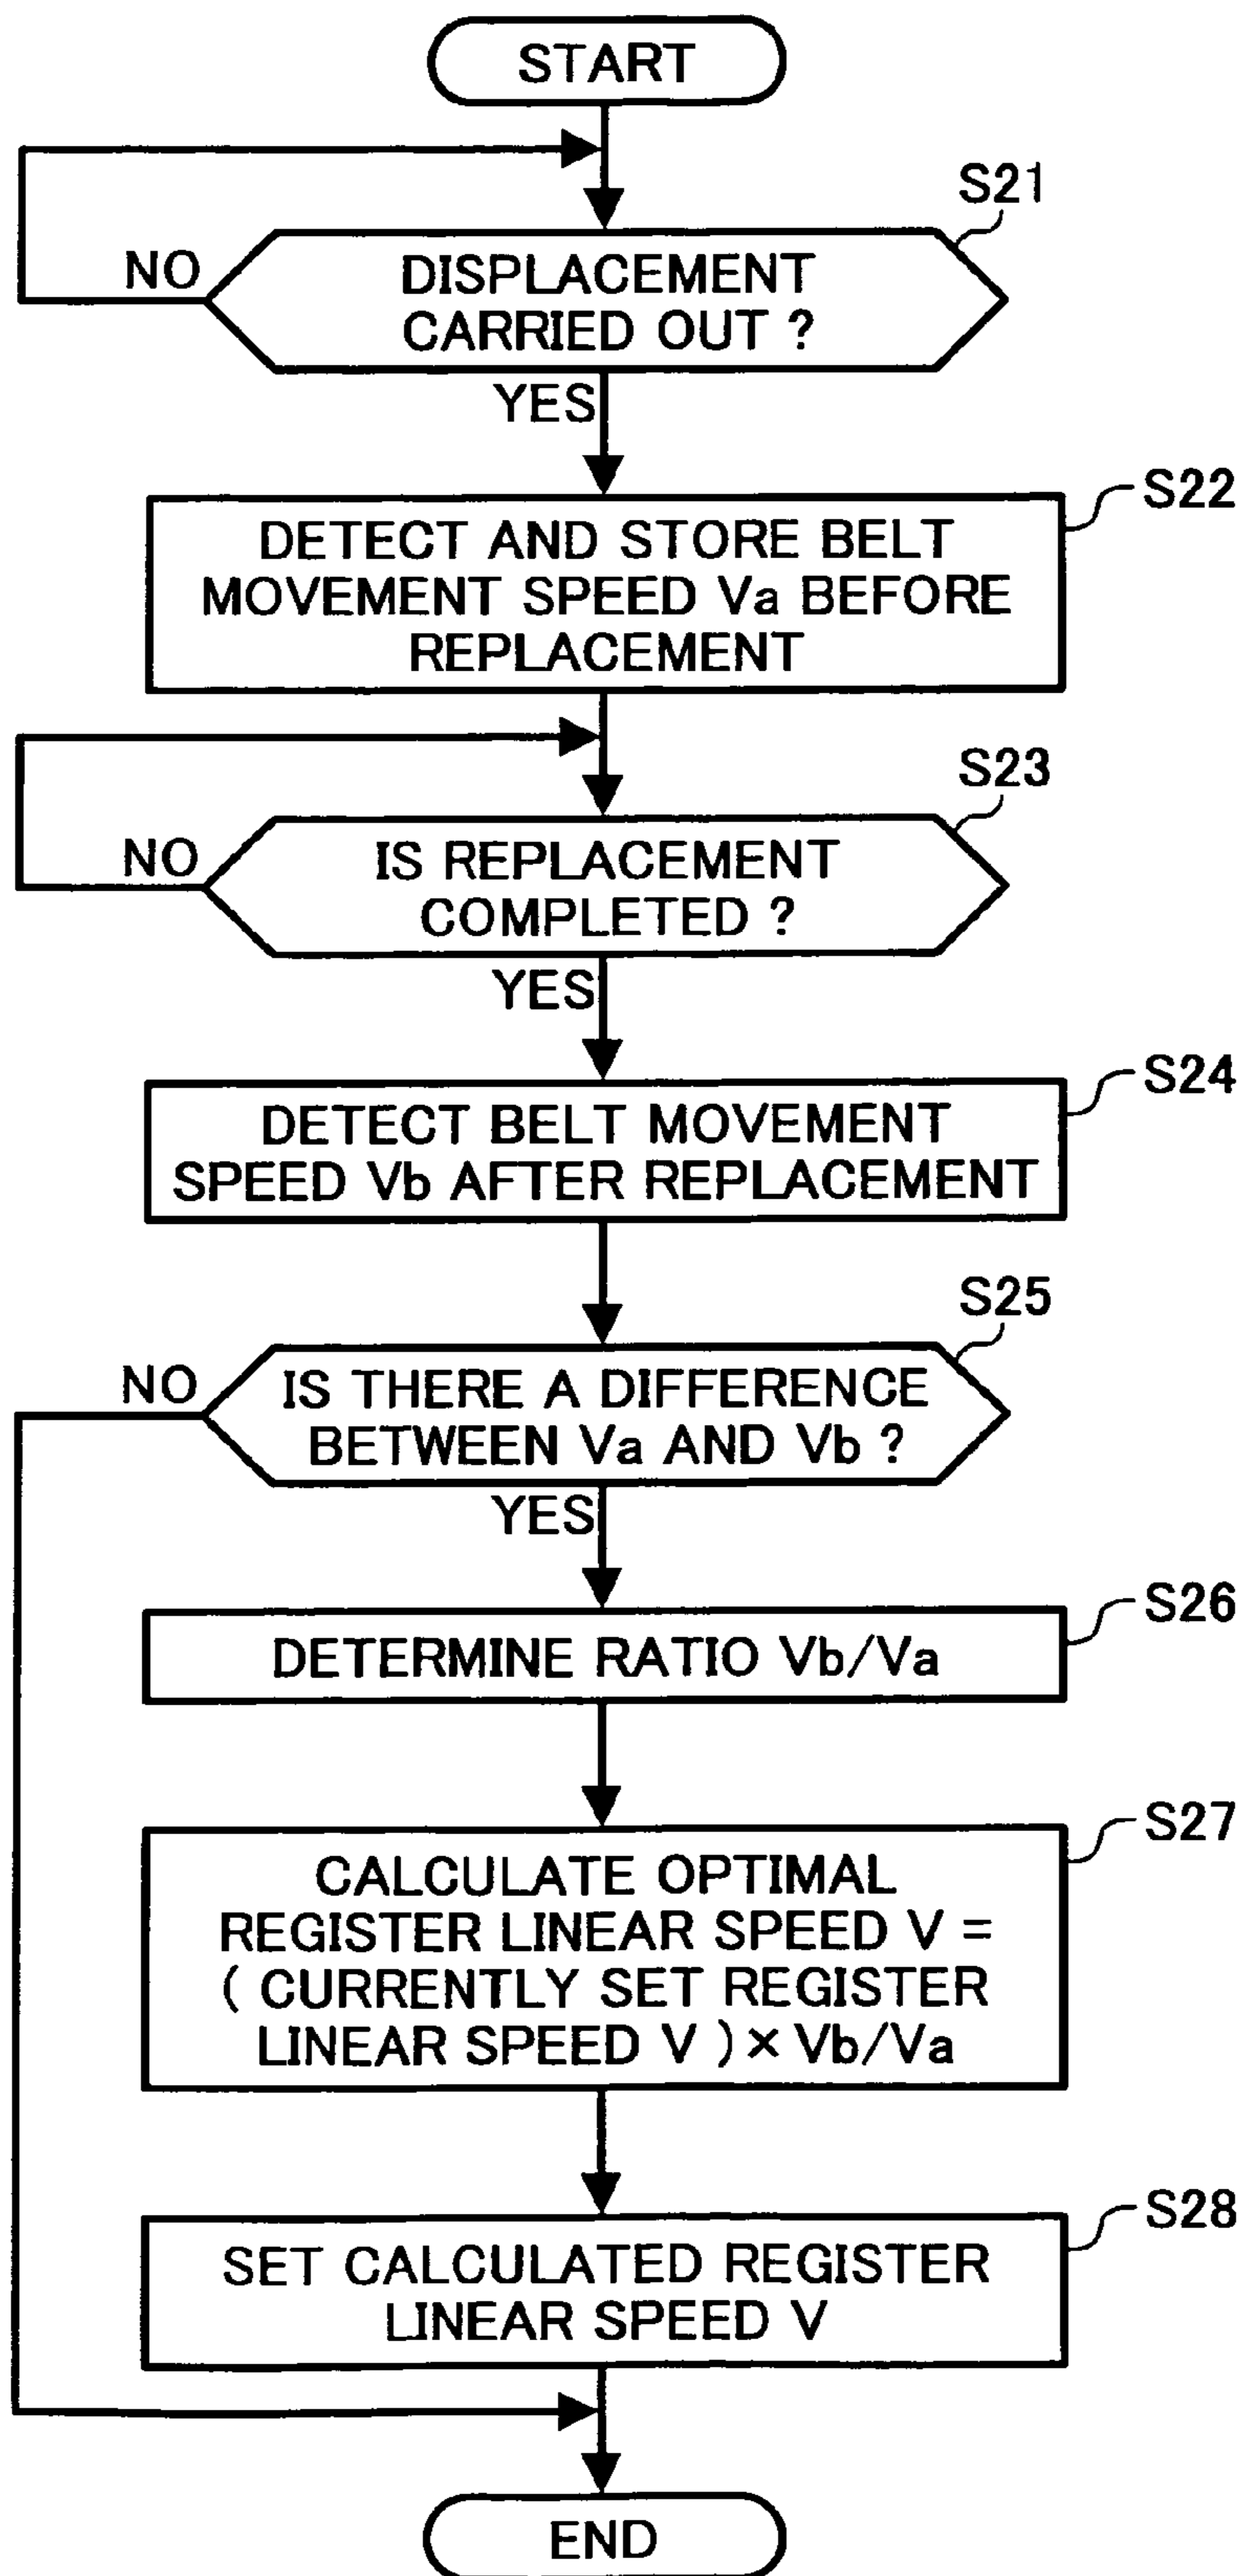 START
S21
NO
DISPLACEMENT
CARRIED OUT ?
YES
S22
DETECT AND STORE BELT
MOVEMENT SPEED Va BEFORE
REPLACEMENT
S23
NO
IS REPLACEMENT
COMPLETED ?
YES
S24
DETECT BELT MOVEMENT
SPEED Vb AFTER REPLACEMENT
S25
NO
IS THERE A DIFFERENCE
BETWEEN Va AND Vb ?
YES
S26
DETERMINE RATIO Vb/Va
S27
CALCULATE OPTIMAL
REGISTER LINEAR SPEED V =
( CURRENTLY SET REGISTER
LINEAR SPEED V ) × Vb/Va
S28
SET CALCULATED REGISTER
LINEAR SPEED V
END